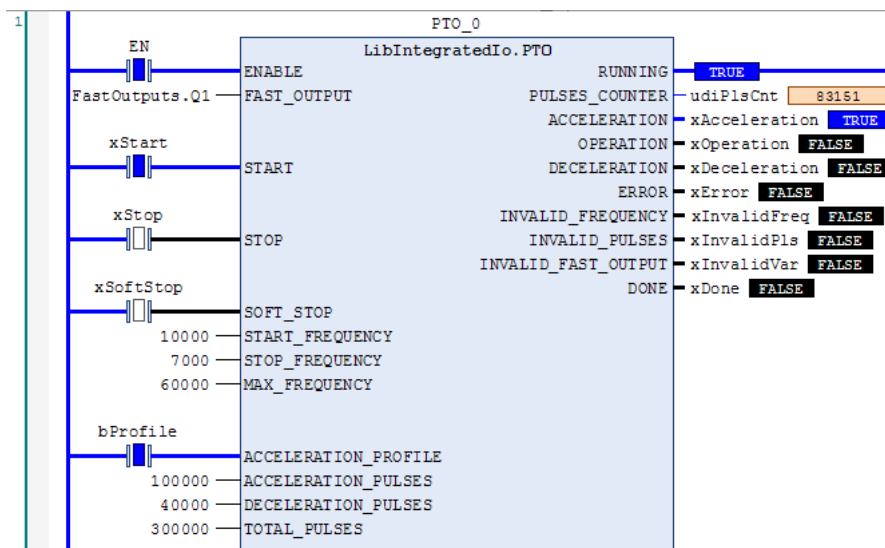 1
PTO_0
EN
LibIntegratedIo.PTO
ENABLE RUNNING TRUE
FastOutputs.Q1 FAST_OUTPUT PULSES_COUNTER udiPlsCnt 83151
ACCELERATION xAcceleration TRUE
xStart
OPERATION xOperation FALSE
START DECELERATION xDeceleration FALSE
ERROR xError FALSE
xStop
INVALID_FREQUENCY xInvalidFreq FALSE
STOP INVALID_PULSES xInvalidPls FALSE
INVALID_FAST_OUTPUT xInvalidVar FALSE
xSoftStop
DONE xDone FALSE
SOFT_STOP
10000 START_FREQUENCY
7000 STOP_FREQUENCY
60000 MAX_FREQUENCY
bProfile
ACCELERATION_PROFILE
100000 ACCELERATION_PULSES
40000 DECELERATION_PULSES
300000 TOTAL_PULSES